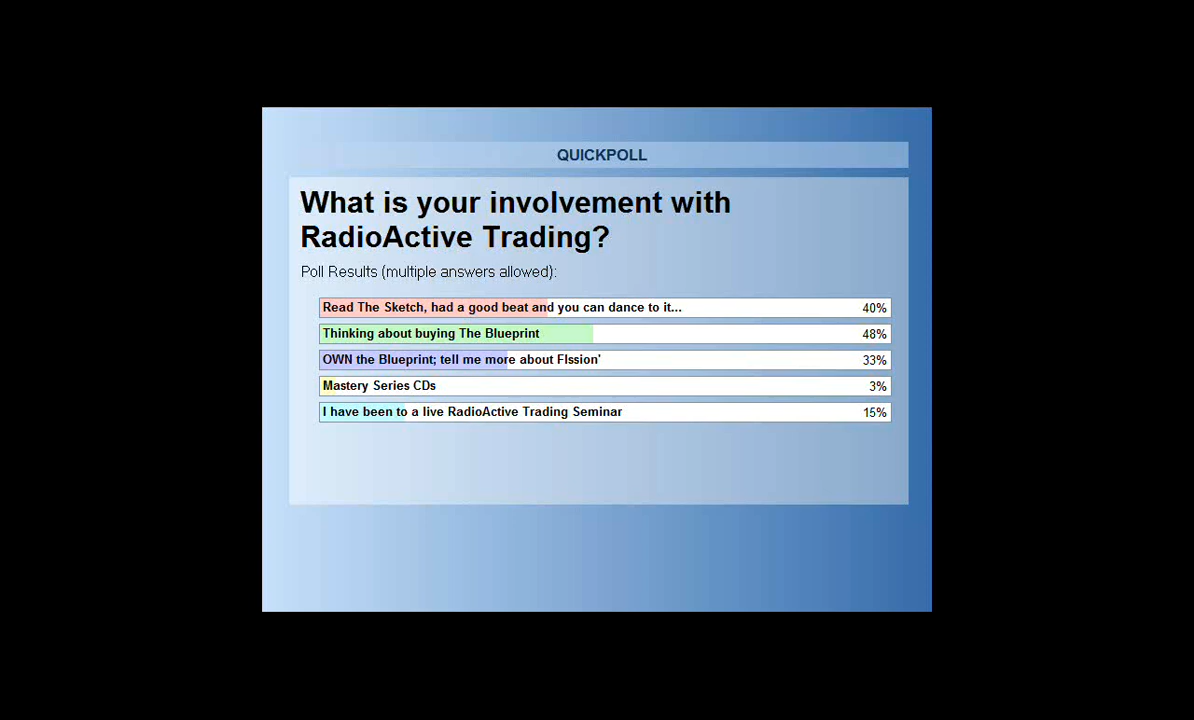 QUICKPOLL
What is your involvement with
RadioActive Trading?
Poll Results (multiple answers allowed):
Read The Sketch, had a good beat and you can dance to it... 40%
Thinking about buying The Blueprint 48%
OWN the Blueprint; tell me more about FIssion' 33%
Mastery Series CDs 3%
I have been to a live RadioActive Trading Seminar 15%